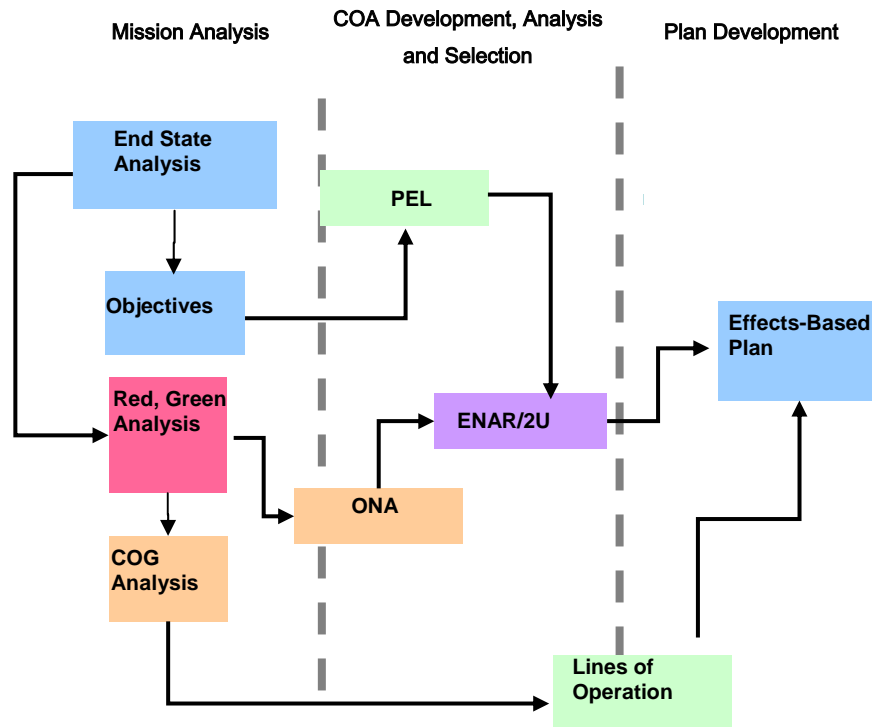 Mission Analysis
COA Development, Analysis
and Selection
Plan Development
End State
Analysis
PEL
Objectives
Effects-Based
Plan
Red, Green
Analysis
ENAR/2U
ONA
COG
Analysis
Lines of
Operation